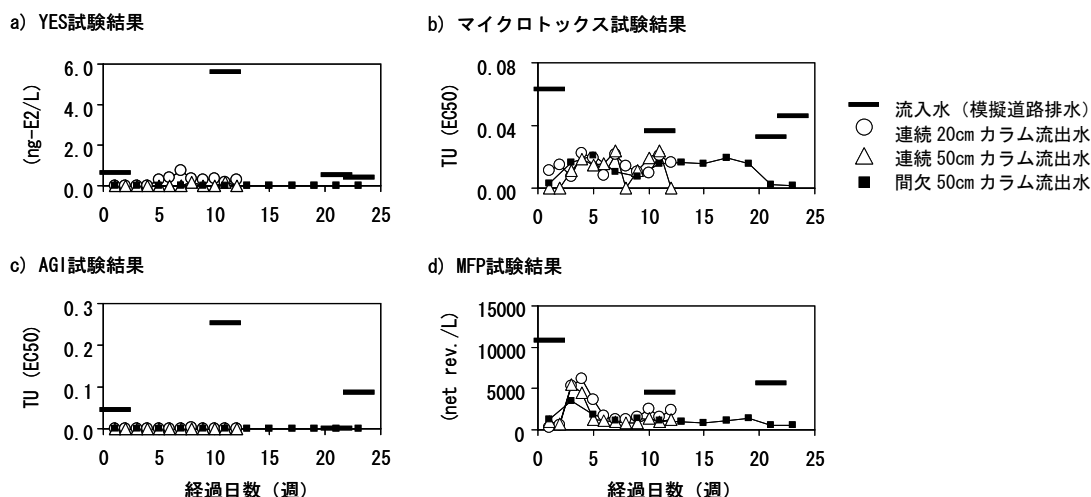 a) YES試験結果
6.0
4.0
2.0
0.0
(ng-E2/L)
0 5 10 15 20 25
b) マイクロトックス試験結果
0.08
0.04
0.00
TU (EC50)
0 5 10 15 20 25
流入水（模擬道路排水）
連続 20cm カラム流出水
連続 50cm カラム流出水
間欠 50cm カラム流出水
c) AGI試験結果
0.3
0.2
0.1
0.0
TU (EC50)
0 5 10 15 20 25
経過日数（週）
d) MFP試験結果
15000
10000
5000
0
(net rev./L)
0 5 10 15 20 25
経過日数（週）